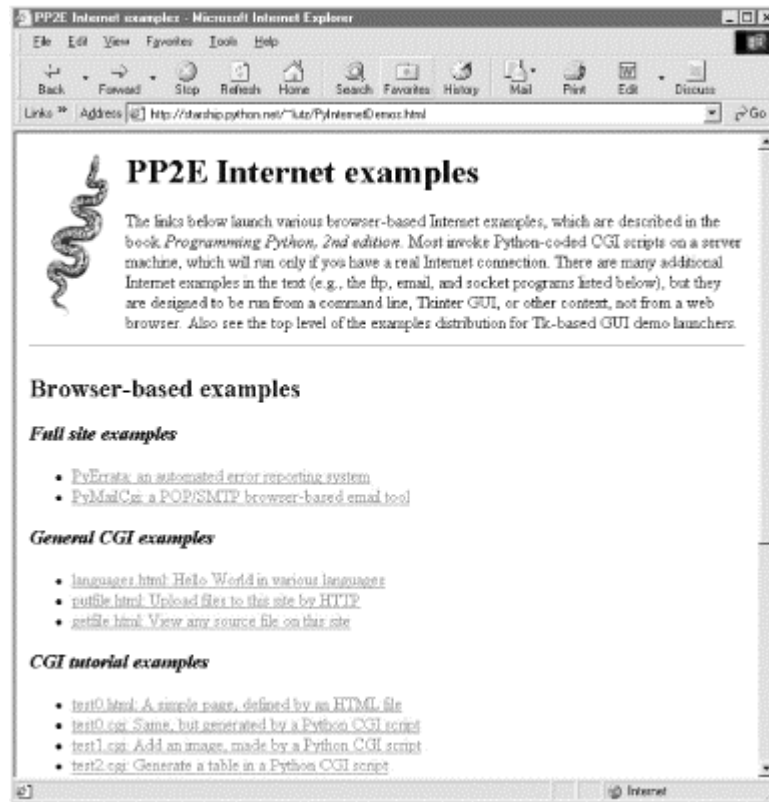 PP2E Internet examples - Microsoft Internet Explorer
File Edit View Favorites Tools Help
Back Forward Stop Refresh Home Search Favorites History Mail Print Edit Discuss
Links » Address http://starship.python.net/~lutz/PyInternetDemos.html Go
PP2E Internet examples
The links below launch various browser-based Internet examples, which are described in the
book Programming Python, 2nd edition. Most invoke Python-coded CGI scripts on a server
machine, which will run only if you have a real Internet connection. There are many additional
Internet examples in the text (e.g., the ftp, email, and socket programs listed below), but they
are designed to be run from a command line, Tkinter GUI, or other context, not from a web
browser. Also see the top level of the examples distribution for Tk-based GUI demo launchers.
Browser-based examples
Full site examples
• PyErrata: an automated error reporting system
• PyMailCgi: a POP/SMTP browser-based email tool
General CGI examples
• languages.html: Hello World in various languages
• putfile.html: Upload files to this site by HTTP
• getfile.html: View any source file on this site
CGI tutorial examples
• test0.html: A simple page, defined by an HTML file
• test0.cgi: Same, but generated by a Python CGI script
• test1.cgi: Add an image, made by a Python CGI script
• test2.cgi: Generate a table in a Python CGI script
Internet